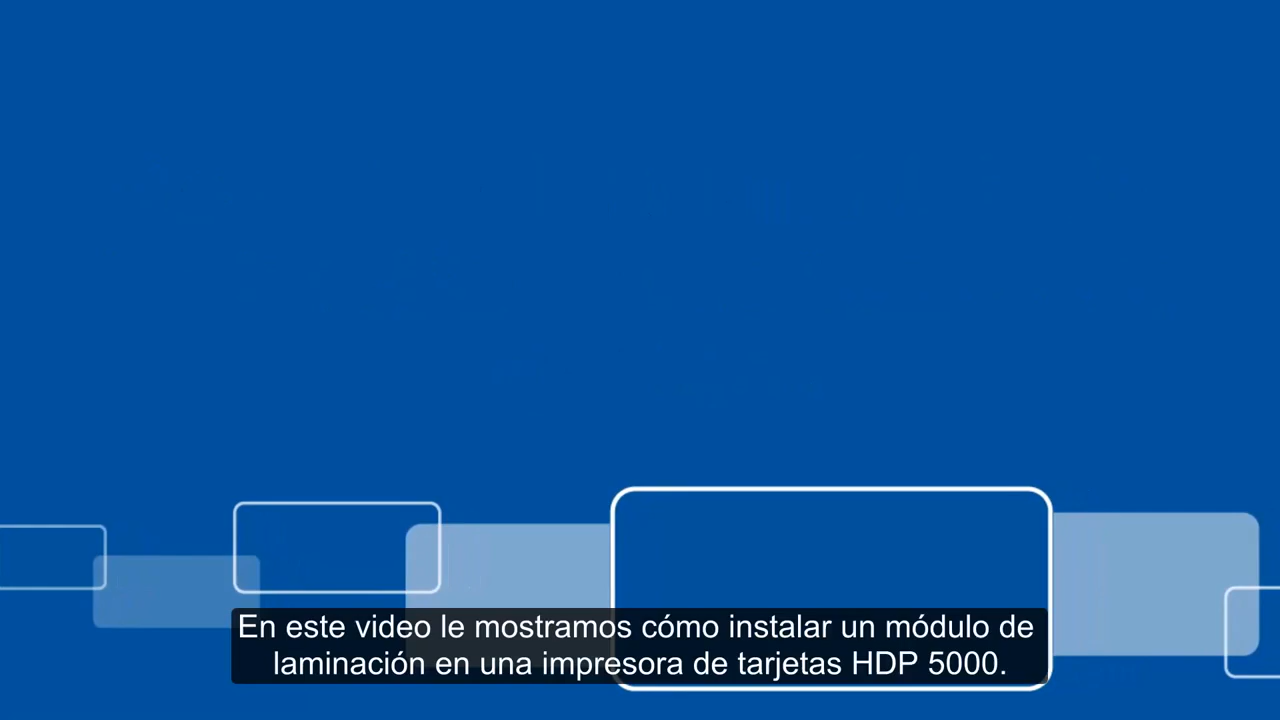 En este video le mostramos cómo instalar un módulo de
laminación en una impresora de tarjetas HDP 5000.